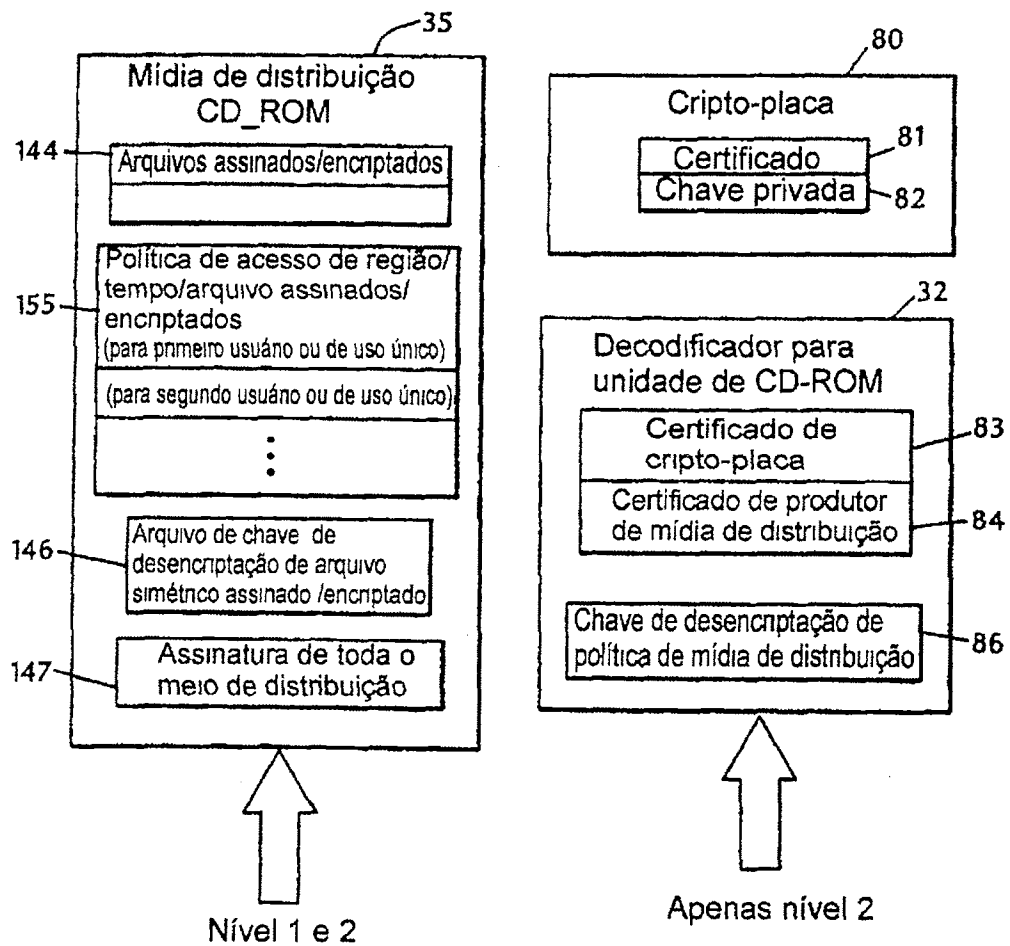 35
Mídia de distribuição
CD_ROM
144
Arquivos assinados/encriptados
155
Política de acesso de região/
tempo/arquivo assinados/
encriptados
(para primeiro usuário ou de uso único)
(para segundo usuário ou de uso único)
146
Arquivo de chave de
desencriptação de arquivo
simétrico assinado /encriptado
147
Assinatura de toda o
meio de distribuição
Nível 1 e 2
80
Cripto-placa
Certificado
81
Chave privada
82
32
Decodificador para
unidade de CD-ROM
Certificado de
cripto-placa
83
Certificado de produtor
de mídia de distribuição
84
Chave de desencriptação de
política de mídia de distribuição
86
Apenas nível 2